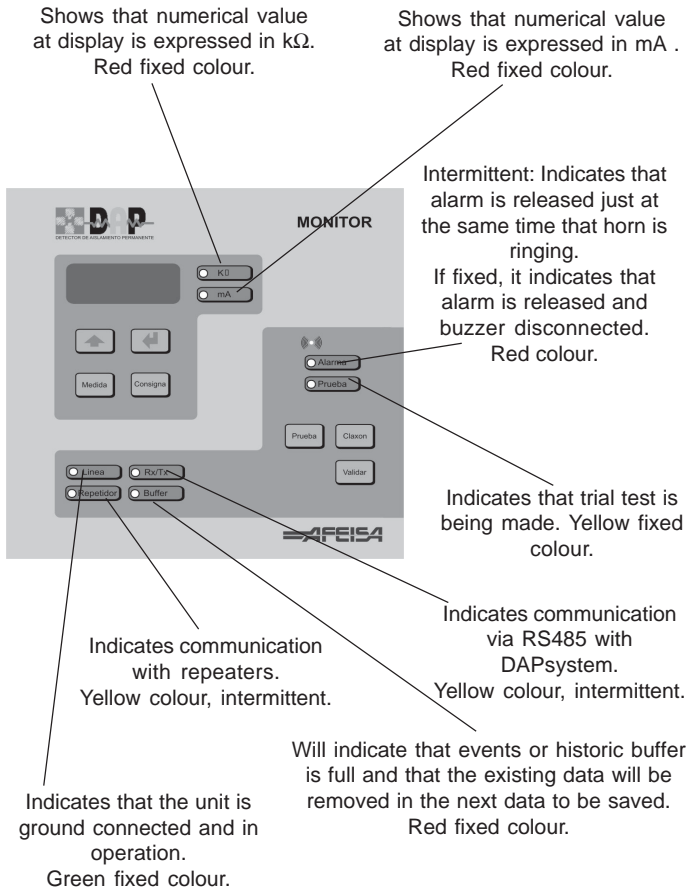 Shows that numerical value
at display is expressed in kΩ.
Red fixed colour.
Shows that numerical value
at display is expressed in mA .
Red fixed colour.
Intermittent: Indicates that
alarm is released just at
the same time that horn is
ringing.
If fixed, it indicates that
alarm is released and
buzzer disconnected.
Red colour.
DAP
DETECTOR DE AISLAMIENTO PERMANENTE
MONITOR
K▯
mA
Alarma
Prueba
Medida
Consigna
Prueba
Claxon
Validar
Linea
Rx/Tx
Repetidor
Buffer
AFEISA
Indicates that trial test is
being made. Yellow fixed
colour.
Indicates communication
via RS485 with
DAPsystem.
Yellow colour, intermittent.
Indicates communication
with repeaters.
Yellow colour, intermittent.
Will indicate that events or historic buffer
is full and that the existing data will be
removed in the next data to be saved.
Red fixed colour.
Indicates that the unit is
ground connected and in
operation.
Green fixed colour.